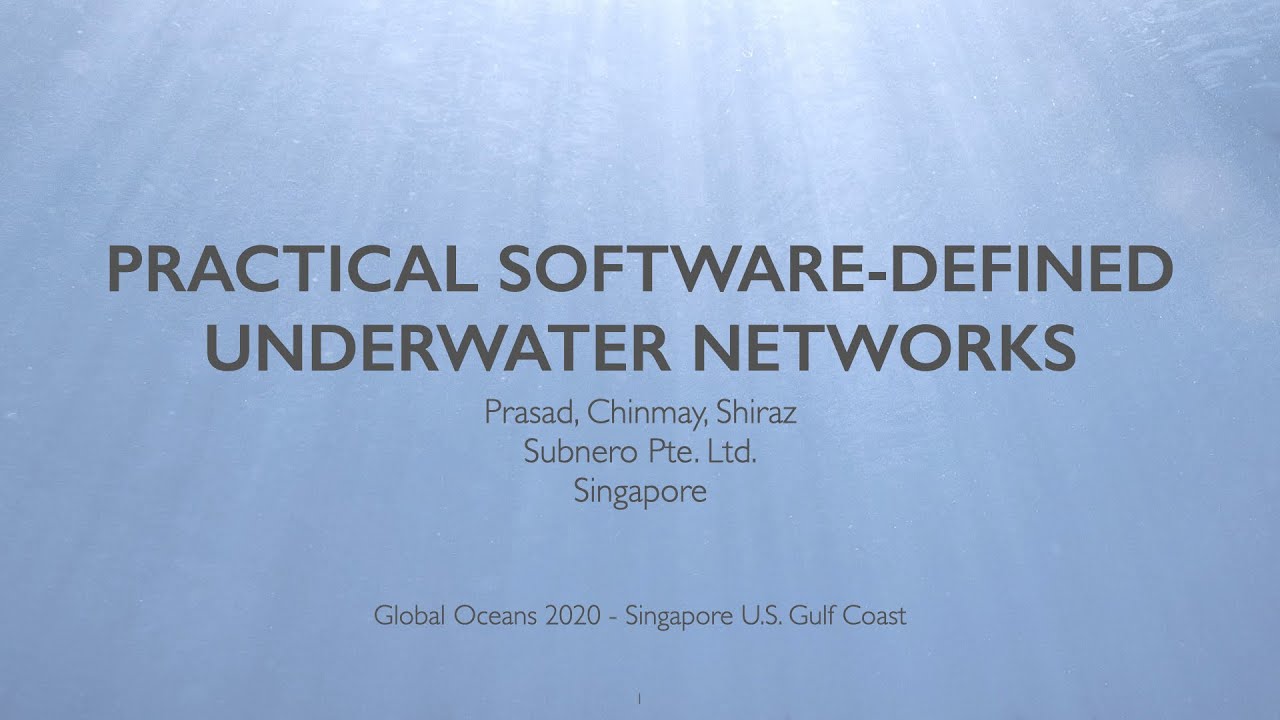 PRACTICAL SOFTWARE-DEFINED
UNDERWATER NETWORKS
Prasad, Chinmay, Shiraz
Subnero Pte. Ltd.
Singapore
Global Oceans 2020 - Singapore U.S. Gulf Coast
1